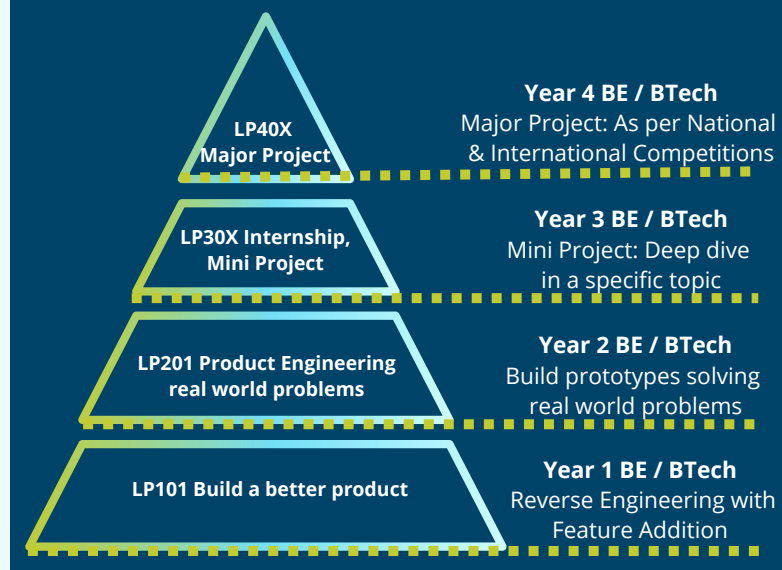 LP40X
Major Project
Year 4 BE / BTech
Major Project: As per National
& International Competitions
LP30X Internship,
Mini Project
Year 3 BE / BTech
Mini Project: Deep dive
in a specific topic
LP201 Product Engineering
real world problems
Year 2 BE / BTech
Build prototypes solving
real world problems
LP101 Build a better product
Year 1 BE / BTech
Reverse Engineering with
Feature Addition